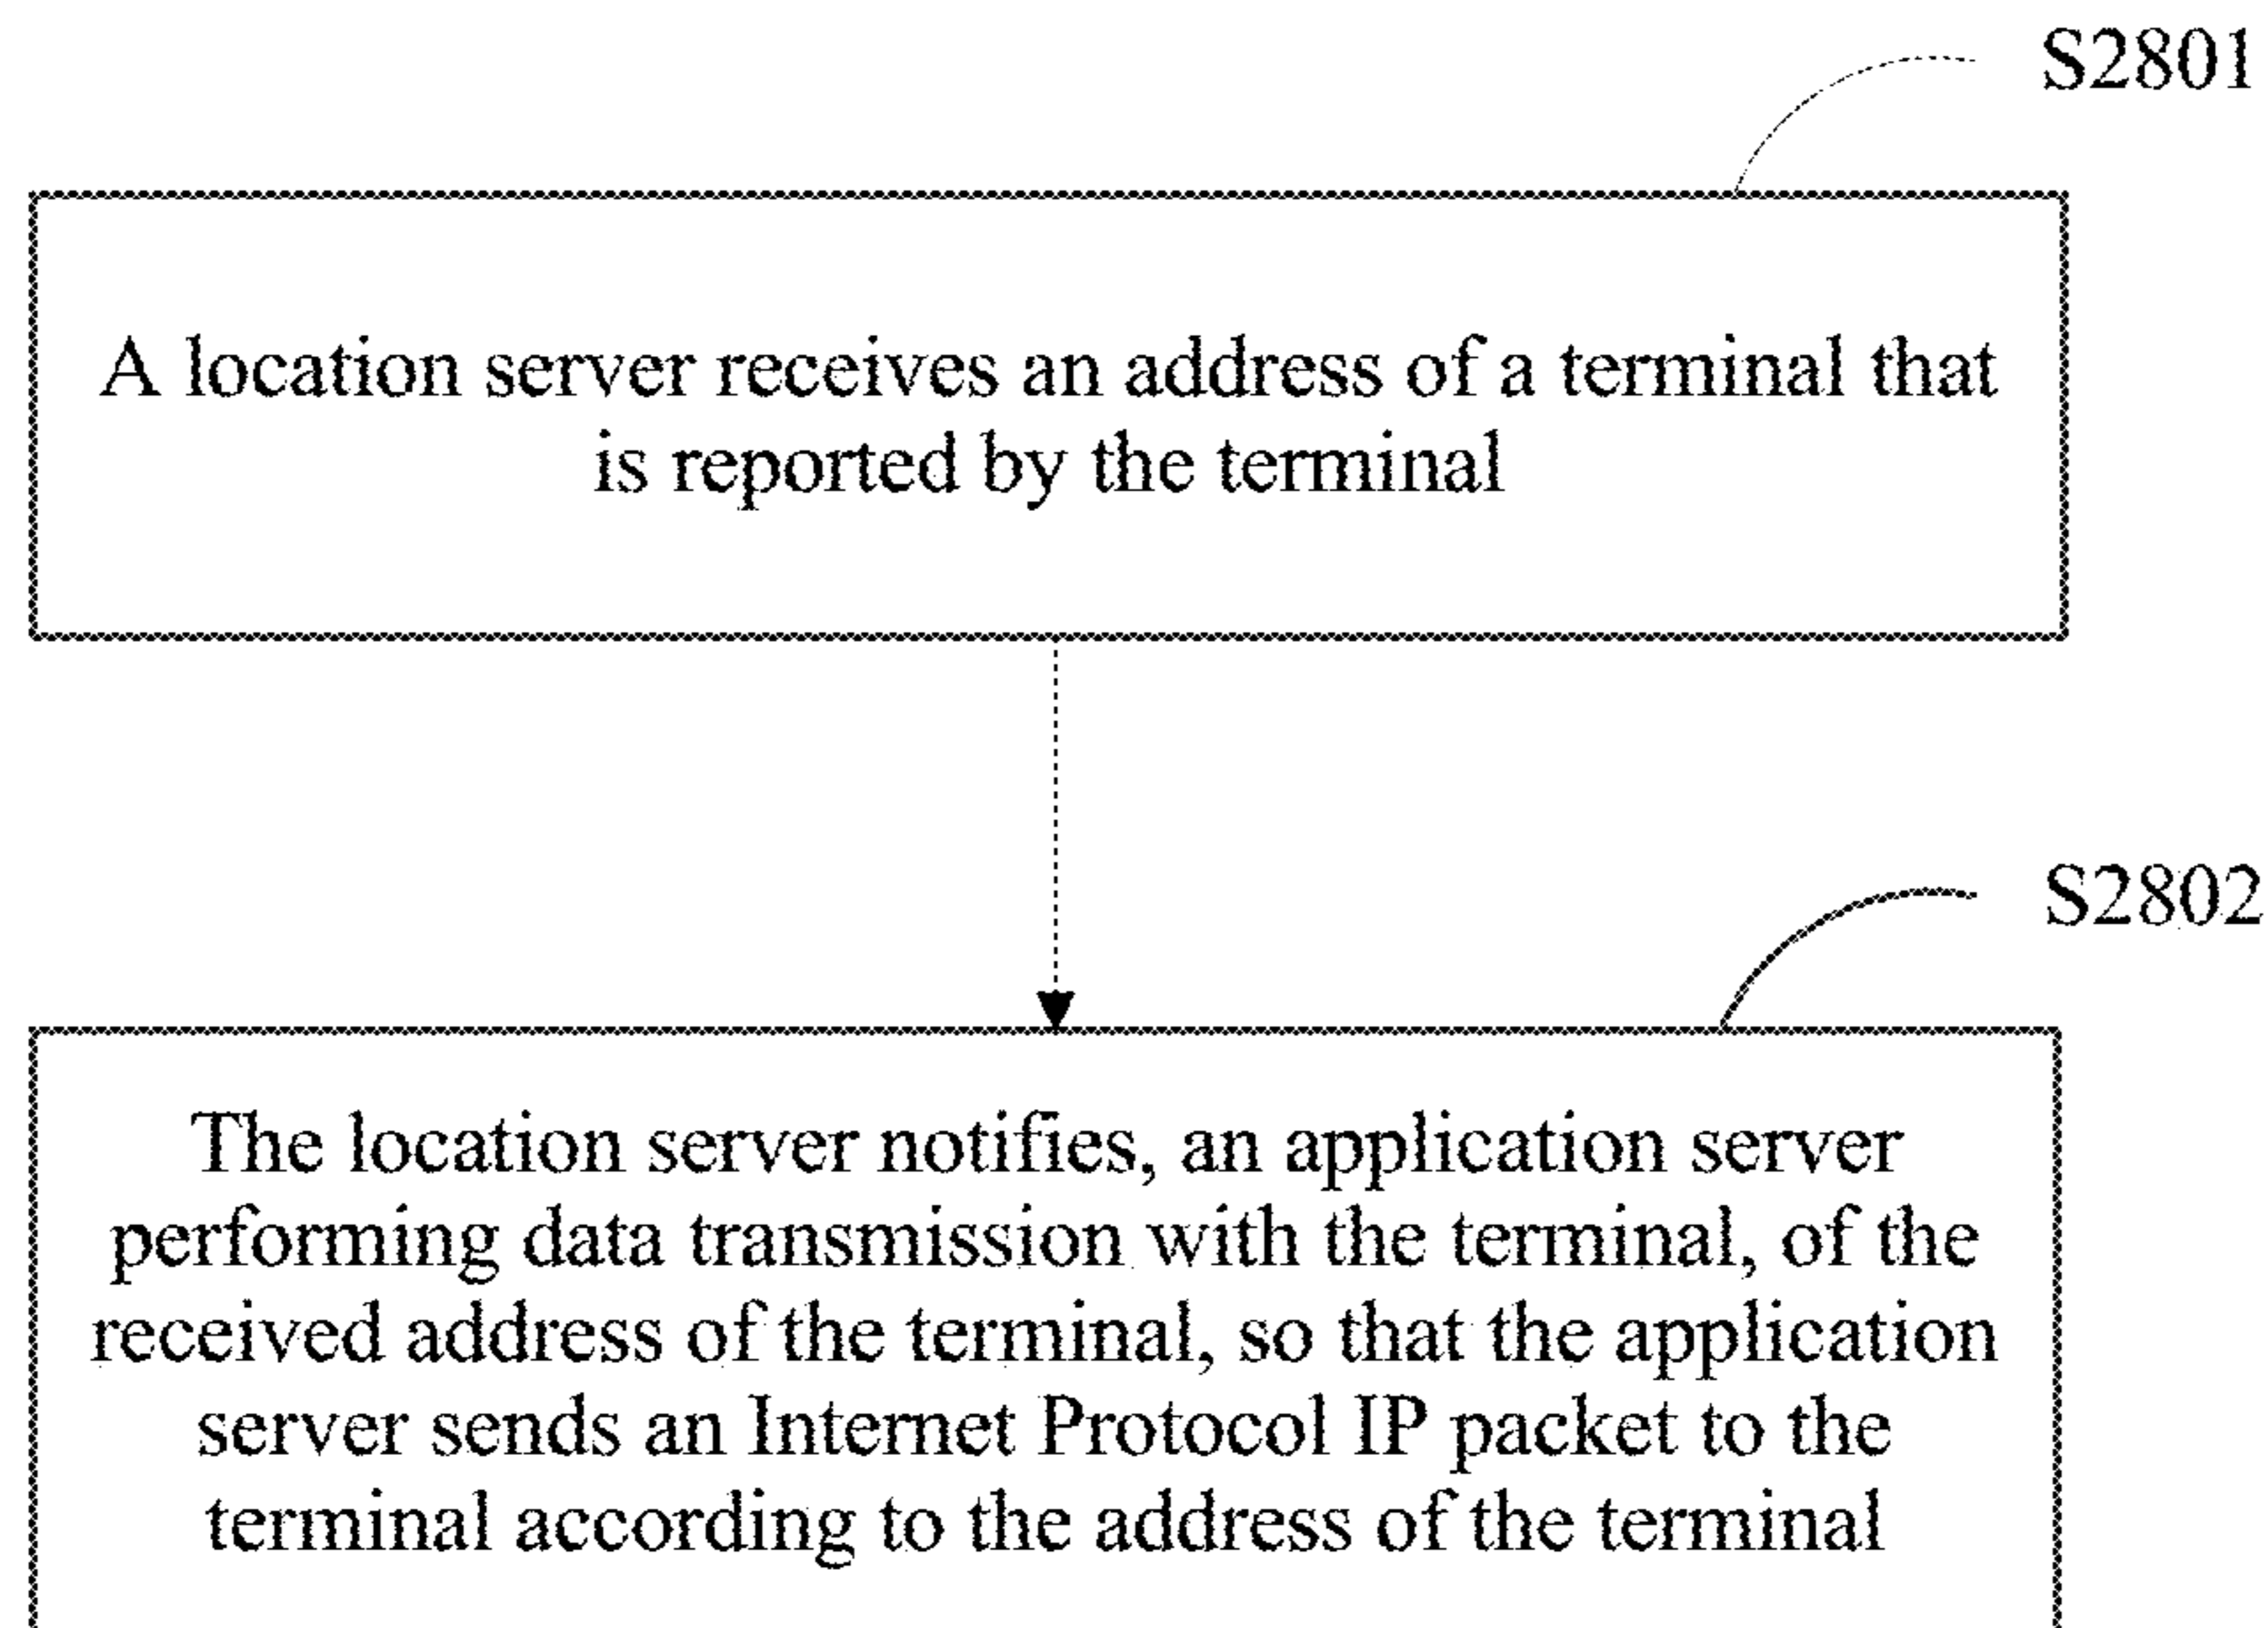 S2801
A location server receives an address of a terminal that
is reported by the terminal
S2802
The location server notifies, an application server
performing data transmission with the terminal, of the
received address of the terminal, so that the application
server sends an Internet Protocol IP packet to the
terminal according to the address of the terminal